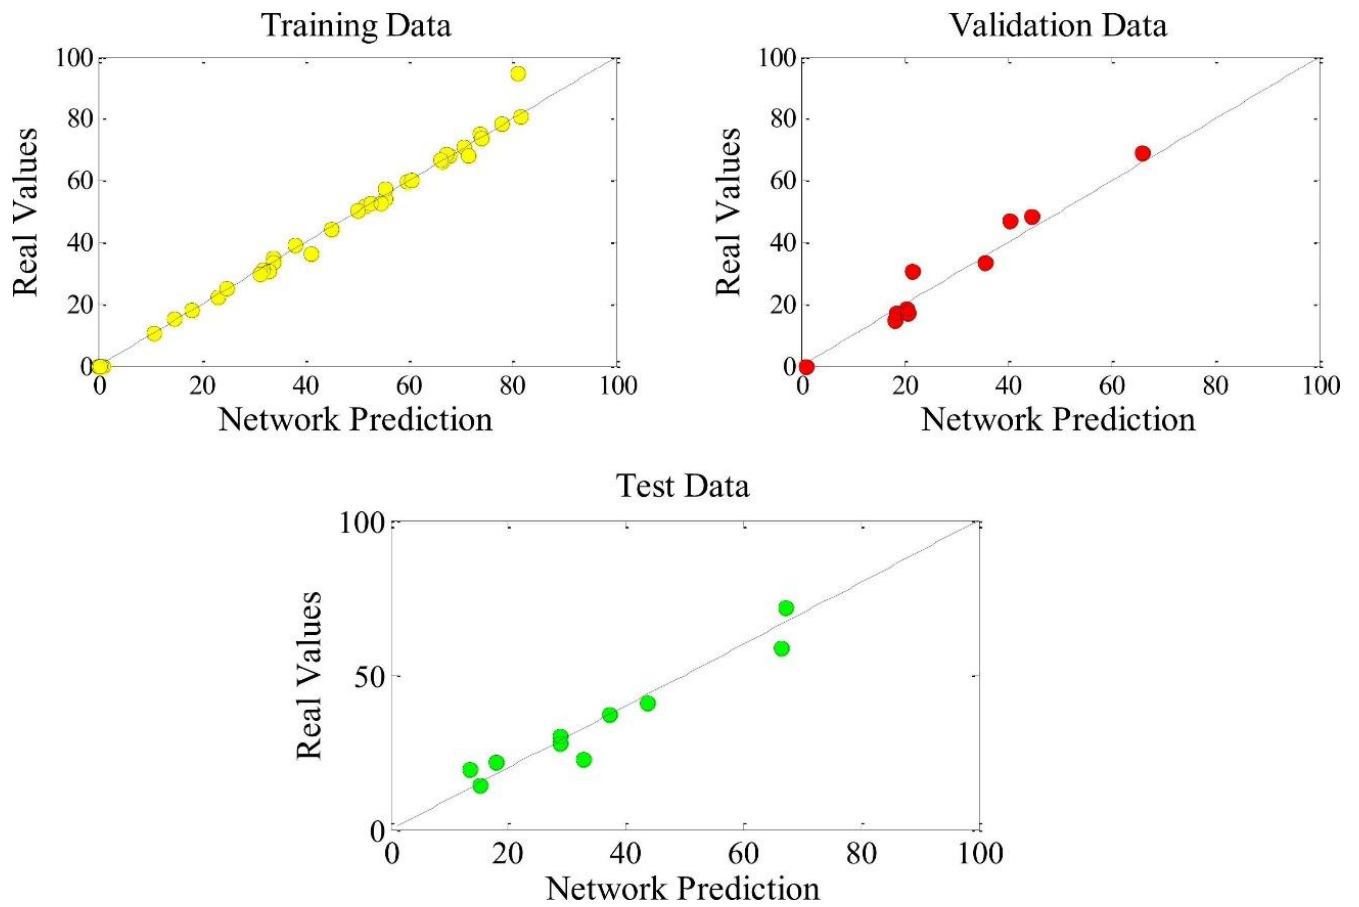 Training Data
100
80
60
40
20
0
0 20 40 60 80 100
Real Values
Network Prediction
Validation Data
100
80
60
40
20
0
0 20 40 60 80 100
Real Values
Network Prediction
Test Data
100
50
0
0 20 40 60 80 100
Real Values
Network Prediction